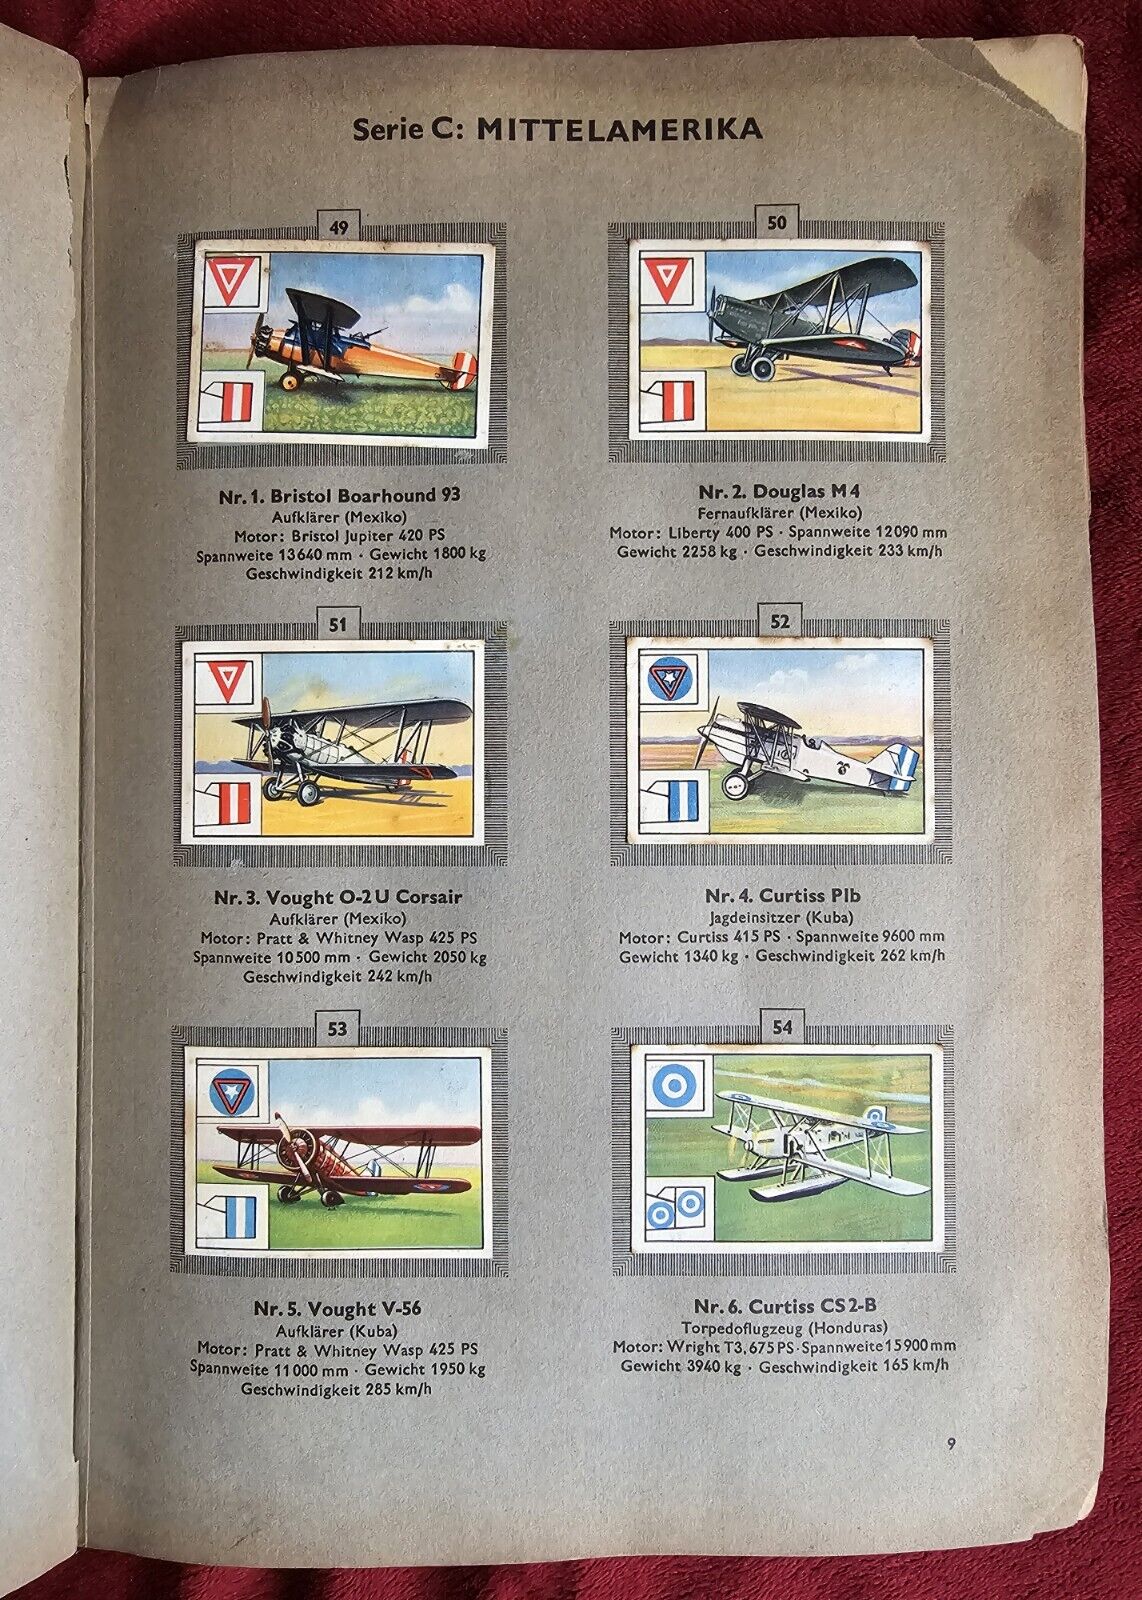 Serie C: MITTELAMERIKA
49
Nr. 1. Bristol Boarhound 93
Aufklärer (Mexiko)
Motor: Bristol Jupiter 420 PS
Spannweite 13640 mm · Gewicht 1800 kg
Geschwindigkeit 212 km/h
50
Nr. 2. Douglas M 4
Fernaufklärer (Mexiko)
Motor: Liberty 400 PS · Spannweite 12090 mm
Gewicht 2258 kg · Geschwindigkeit 233 km/h
51
Nr. 3. Vought O-2 U Corsair
Aufklärer (Mexiko)
Motor: Pratt & Whitney Wasp 425 PS
Spannweite 10500 mm · Gewicht 2050 kg
Geschwindigkeit 242 km/h
52
Nr. 4. Curtiss PIb
Jagdeinsitzer (Kuba)
Motor: Curtiss 415 PS · Spannweite 9600 mm
Gewicht 1340 kg · Geschwindigkeit 262 km/h
53
Nr. 5. Vought V-56
Aufklärer (Kuba)
Motor: Pratt & Whitney Wasp 425 PS
Spannweite 11000 mm · Gewicht 1950 kg
Geschwindigkeit 285 km/h
54
Nr. 6. Curtiss CS 2-B
Torpedoflugzeug (Honduras)
Motor: Wright T3, 675 PS · Spannweite 15900 mm
Gewicht 3940 kg · Geschwindigkeit 165 km/h
9